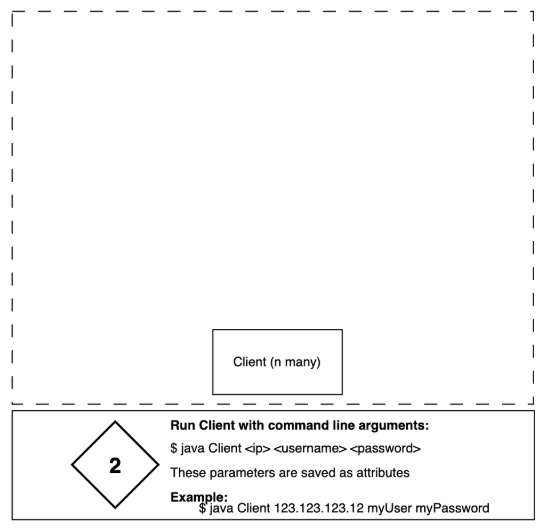 Client (n many)
2
Run Client with command line arguments:
$ java Client <ip> <username> <password>
These parameters are saved as attributes
Example:
$ java Client 123.123.123.12 myUser myPassword